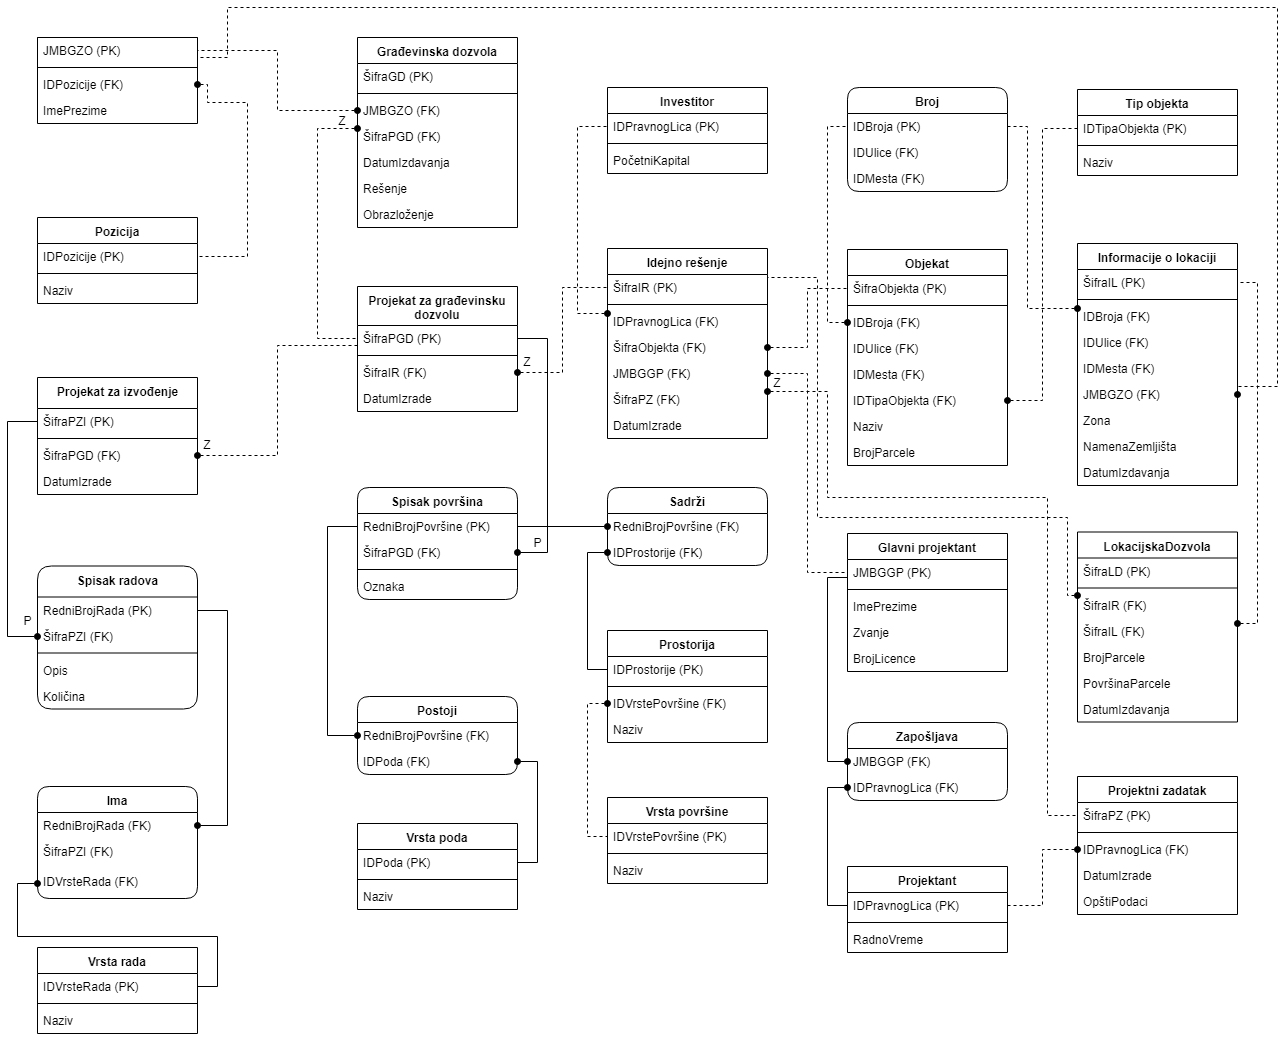 JMBGZO (PK)
IDPozicije (FK)
ImePrezime
Pozicija
IDPozicije (PK)
Naziv
Projekat za izvođenje
ŠifraPZI (PK)
ŠifraPGD (FK)
DatumIzrade
Z
Spisak radova
RedniBrojRada (PK)
P
ŠifraPZI (FK)
Opis
Količina
Ima
RedniBrojRada (FK)
ŠifraPZI (FK)
IDVrsteRada (FK)
Vrsta rada
IDVrsteRada (PK)
Naziv
Građevinska dozvola
ŠifraGD (PK)
JMBGZO (FK)
Z
ŠifraPGD (FK)
DatumIzdavanja
Rešenje
Obrazloženje
Projekat za građevinsku
dozvolu
ŠifraPGD (PK)
ŠifraIR (FK)
Z
DatumIzrade
Spisak površina
RedniBrojPovršine (PK)
ŠifraPGD (FK)
P
Oznaka
Postoji
RedniBrojPovršine (FK)
IDPoda (FK)
Vrsta poda
IDPoda (PK)
Naziv
Investitor
IDPravnogLica (PK)
PočetniKapital
Idejno rešenje
ŠifraIR (PK)
IDPravnogLica (FK)
ŠifraObjekta (FK)
JMBGGP (FK)
Z
ŠifraPZ (FK)
DatumIzrade
Sadrži
RedniBrojPovršine (FK)
IDProstorije (FK)
Prostorija
IDProstorije (PK)
IDVrstePovršine (FK)
Naziv
Vrsta površine
IDVrstePovršine (PK)
Naziv
Broj
IDBroja (PK)
IDUlice (FK)
IDMesta (FK)
Objekat
ŠifraObjekta (PK)
IDBroja (FK)
IDUlice (FK)
IDMesta (FK)
IDTipaObjekta (FK)
Naziv
BrojParcele
Glavni projektant
JMBGGP (PK)
ImePrezime
Zvanje
BrojLicence
Zapošljava
JMBGGP (FK)
IDPravnogLica (FK)
Projektant
IDPravnogLica (PK)
RadnoVreme
Tip objekta
IDTipaObjekta (PK)
Naziv
Informacije o lokaciji
ŠifraIL (PK)
IDBroja (FK)
IDUlice (FK)
IDMesta (FK)
JMBGZO (FK)
Zona
NamenaZemljišta
DatumIzdavanja
LokacijskaDozvola
ŠifraLD (PK)
ŠifraIR (FK)
ŠifraIL (FK)
BrojParcele
PovršinaParcele
DatumIzdavanja
Projektni zadatak
ŠifraPZ (PK)
IDPravnogLica (FK)
DatumIzrade
OpštiPodaci